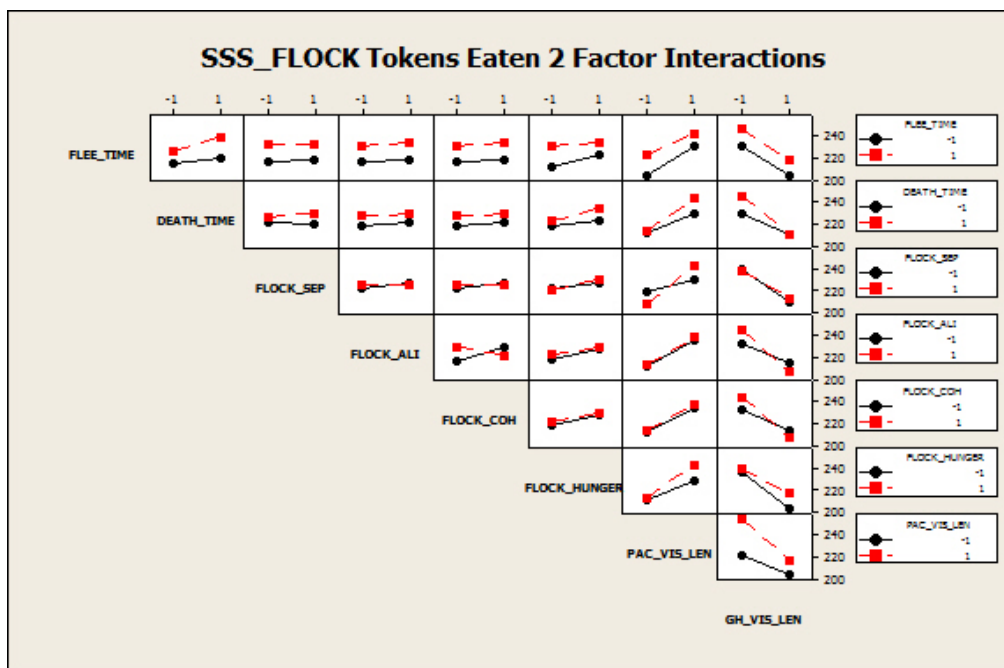 SSS_FLOCK Tokens Eaten 2 Factor Interactions
-1 1 -1 1 -1 1 -1 1 -1 1 -1 1 -1 1
FLEE_TIME
240
220
200
FLEE_TIME
-1
1
DEATH_TIME
240
220
200
DEATH_TIME
-1
1
FLOCK_SEP
240
220
200
FLOCK_SEP
-1
1
FLOCK_ALI
240
220
200
FLOCK_ALI
-1
1
FLOCK_COH
240
220
200
FLOCK_COH
-1
1
FLOCK_HUNGER
240
220
200
FLOCK_HUNGER
-1
1
PAC_VIS_LEN
240
220
200
PAC_VIS_LEN
-1
1
GH_VIS_LEN